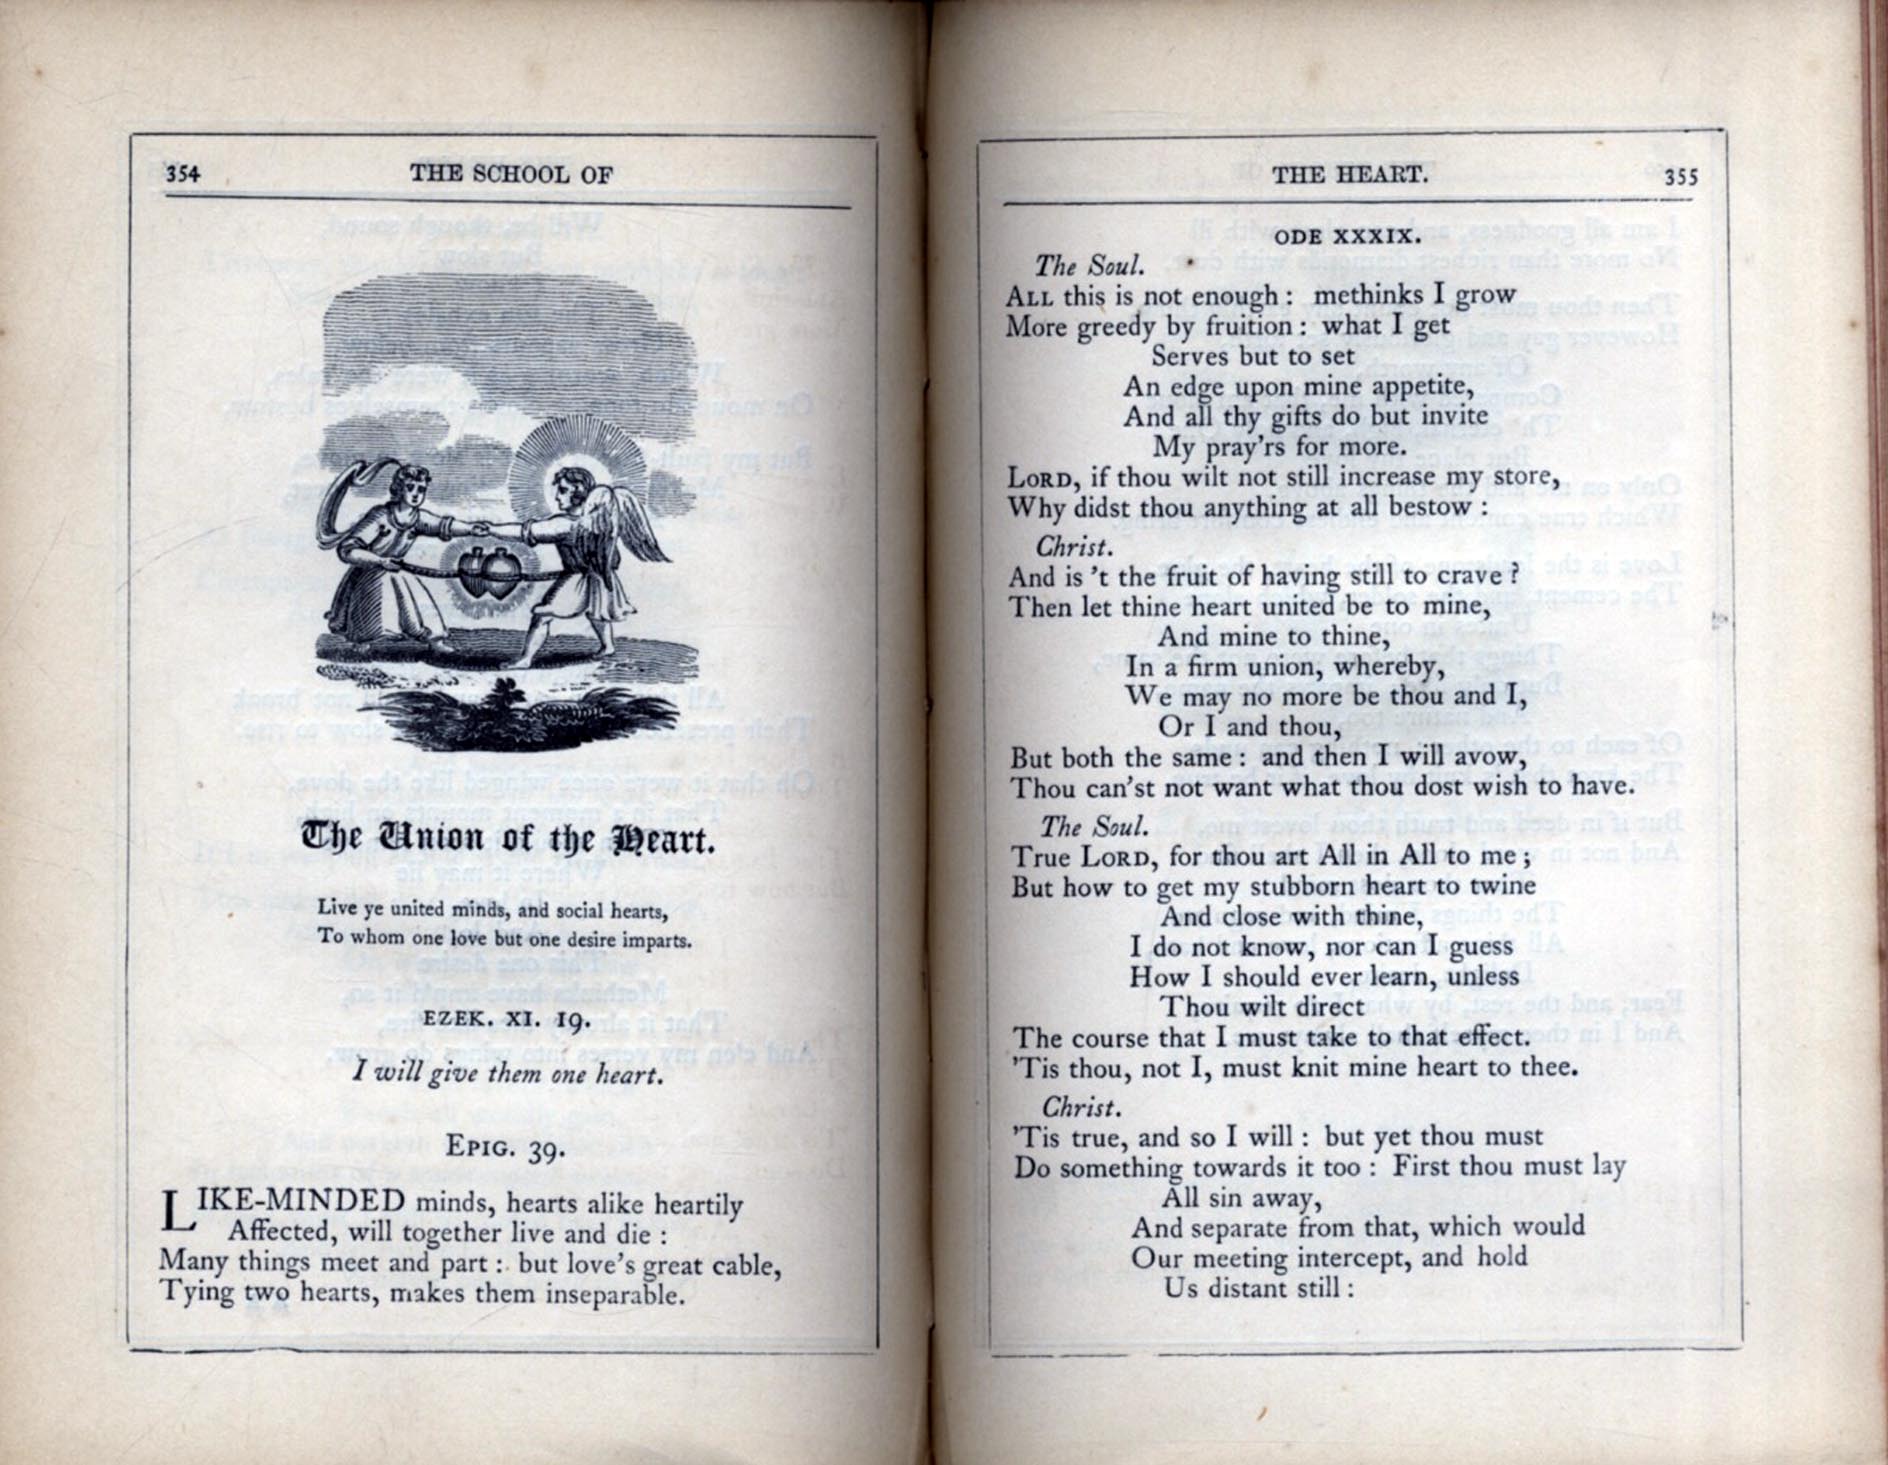 354
THE SCHOOL OF
The Union of the Heart.
Live ye united minds, and social hearts,
To whom one love but one desire imparts.
EZEK. XI. 19.
I will give them one heart.
EPIG. 39.
LIKE-MINDED minds, hearts alike heartily
Affected, will together live and die :
Many things meet and part : but love's great cable,
Tying two hearts, makes them inseparable.
THE HEART.
355
ODE XXXIX.
The Soul.
ALL this is not enough : methinks I grow
More greedy by fruition : what I get
Serves but to set
An edge upon mine appetite,
And all thy gifts do but invite
My pray'rs for more.
LORD, if thou wilt not still increase my store,
Why didst thou anything at all bestow :
Christ.
And is 't the fruit of having still to crave ?
Then let thine heart united be to mine,
And mine to thine,
In a firm union, whereby,
We may no more be thou and I,
Or I and thou,
But both the same : and then I will avow,
Thou can'st not want what thou dost wish to have.
The Soul.
True LORD, for thou art All in All to me ;
But how to get my stubborn heart to twine
And close with thine,
I do not know, nor can I guess
How I should ever learn, unless
Thou wilt direct
The course that I must take to that effect.
'Tis thou, not I, must knit mine heart to thee.
Christ.
'Tis true, and so I will : but yet thou must
Do something towards it too : First thou must lay
All sin away,
And separate from that, which would
Our meeting intercept, and hold
Us distant still :